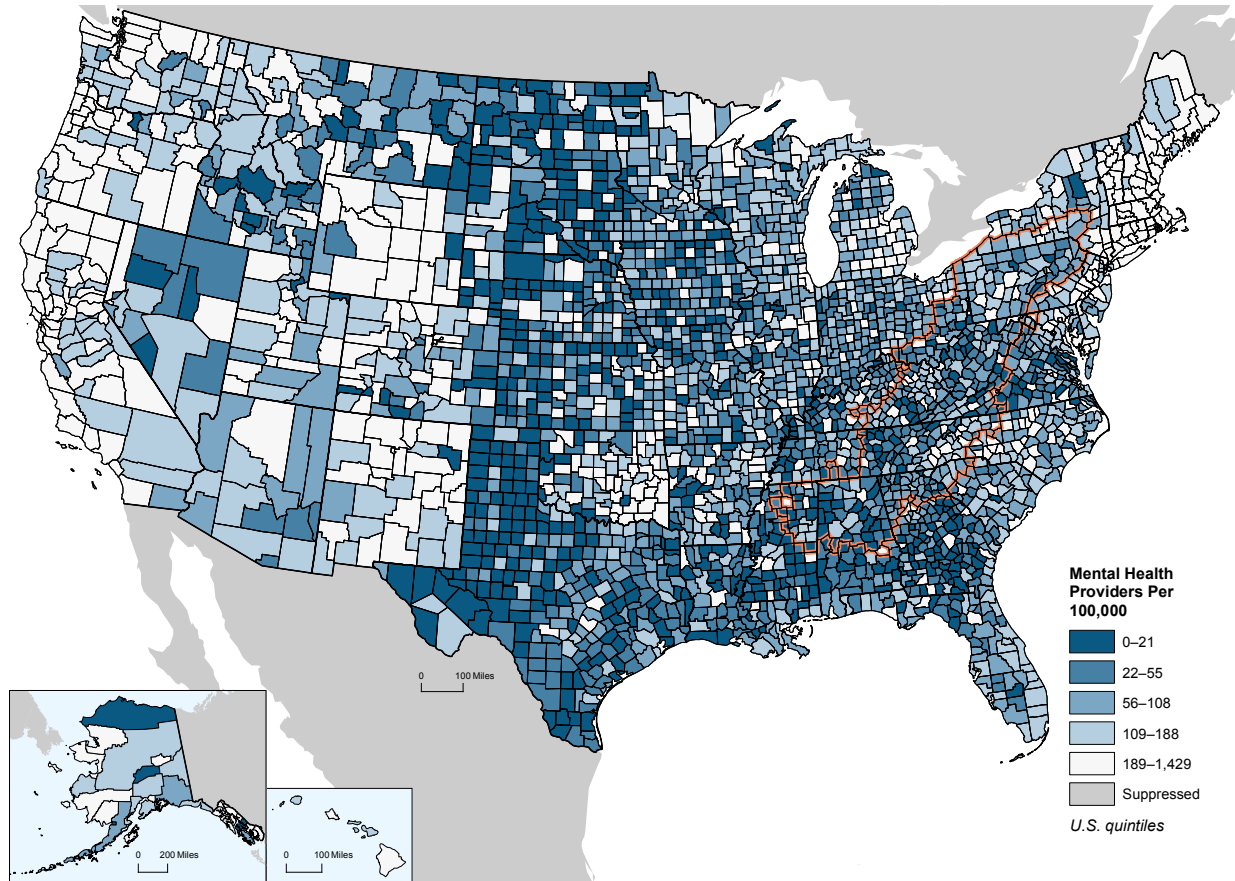 Mental Health
Providers Per
100,000
0–21
22–55
56–108
109–188
189–1,429
Suppressed
U.S. quintiles
0 100 Miles
0 200 Miles
0 100 Miles